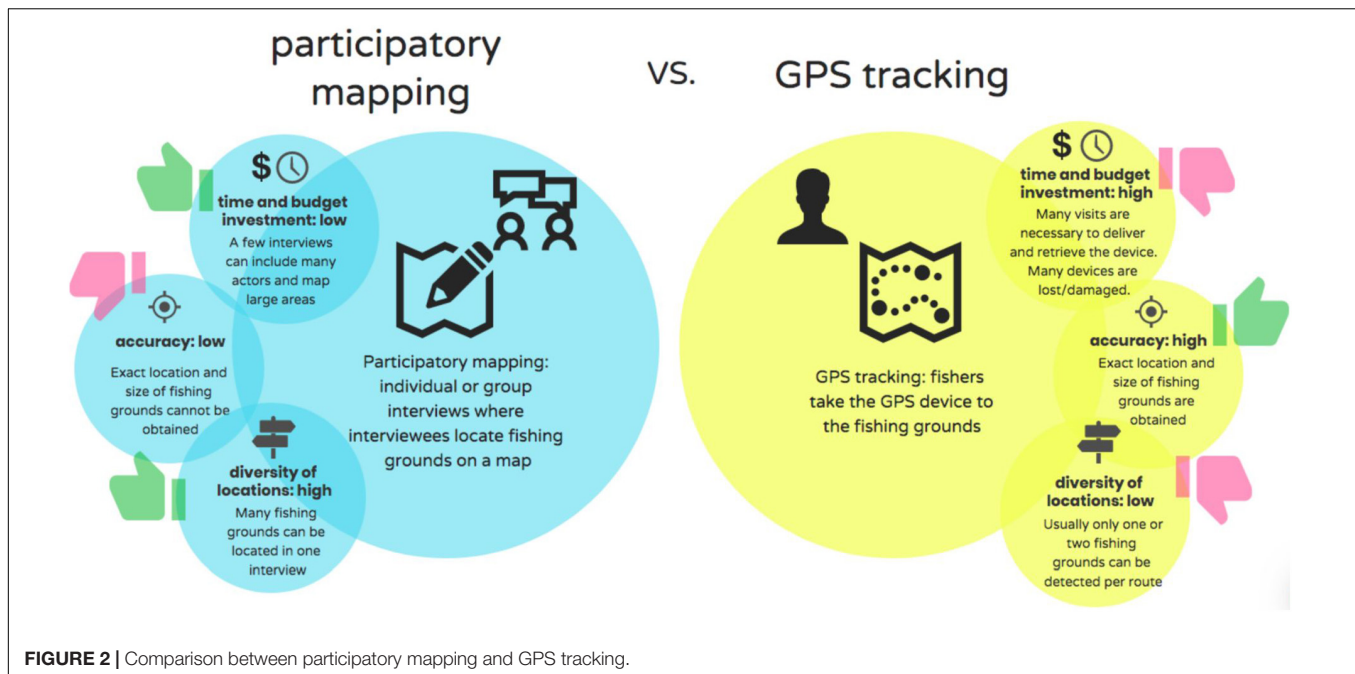 participatory
mapping
vs.
GPS tracking
$
time and budget
investment: low
A few interviews
can include many
actors and map
large areas
accuracy: low
Exact location and
size of fishing
grounds cannot be
obtained
diversity of
locations: high
Many fishing
grounds can be
located in one
interview
Participatory mapping:
individual or group
interviews where
interviewees locate fishing
grounds on a map
GPS tracking: fishers
take the GPS device to
the fishing grounds
$
time and budget
investment: high
Many visits are
necessary to deliver
and retrieve the device.
Many devices are
lost/damaged.
accuracy: high
Exact location and
size of fishing
grounds are
obtained
diversity of
locations: low
Usually only one or
two fishing
grounds can be
detected per route
FIGURE 2 | Comparison between participatory mapping and GPS tracking.